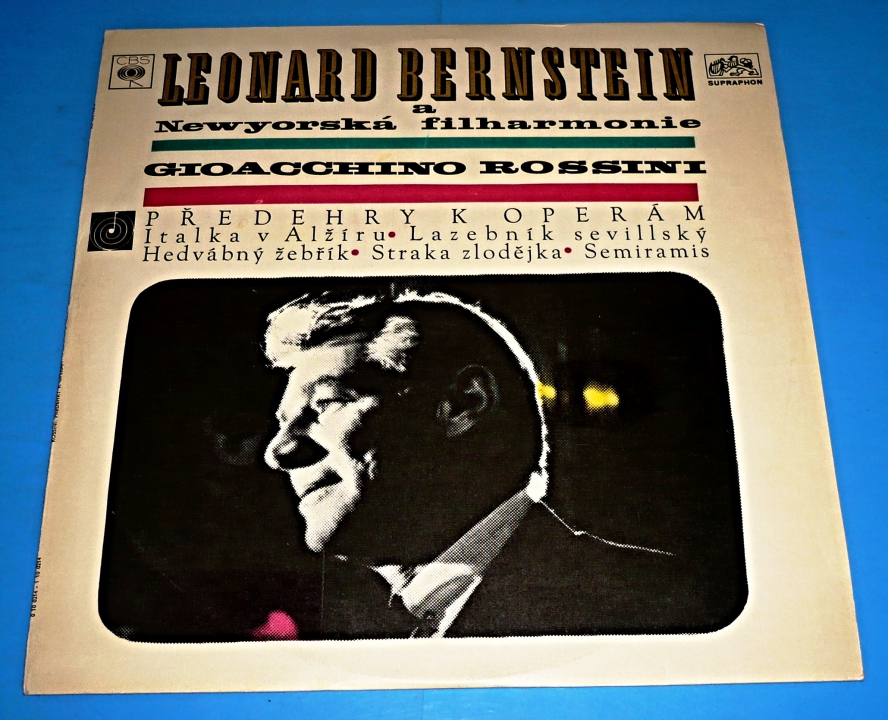 CBS
LEONARD BERNSTEIN
SUPRAPHON
a
Newyorská filharmonie
GIOACCHINO ROSSINI
PŘEDEHRY K OPERÁM
Italka v Alžíru • Lazebník sevillský
Hedvábný žebřík • Straka zlodějka • Semiramis